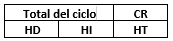 Total del ciclo CR
HD HI HT